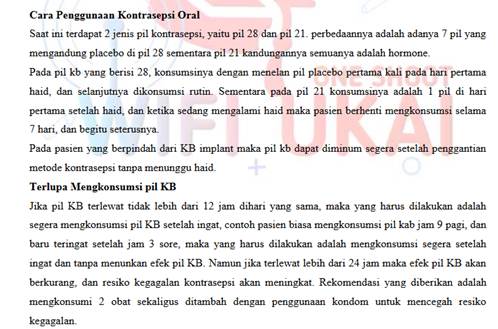 Cara Penggunaan Kontrasepsi Oral
Saat ini terdapat 2 jenis pil kontrasepsi, yaitu pil 28 dan pil 21. perbedaannya adalah adanya 7 pil yang
mengandung placebo di pil 28 sementara pil 21 kandungannya semuanya adalah hormone.
Pada pil kb yang berisi 28, konsumsinya dengan menelan pil placebo pertama kali pada hari pertama
haid, dan selanjutnya dikonsumsi rutin. Sementara pada pil 21 konsumsinya adalah 1 pil di hari
pertama setelah haid, dan ketika sedang mengalami haid maka pasien berhenti mengkonsumsi selama
7 hari, dan begitu seterusnya.
Pada pasien yang berpindah dari KB implant maka pil kb dapat diminum segera setelah penggantian
metode kontrasepsi tanpa menunggu haid.
Terlupa Mengkonsumsi pil KB
Jika pil KB terlewat tidak lebih dari 12 jam dihari yang sama, maka yang harus dilakukan adalah
segera mengkonsumsi pil KB setelah ingat, contoh pasien biasa mengkonsumsi pil kab jam 9 pagi, dan
baru teringat setelah jam 3 sore, maka yang harus dilakukan adalah mengkonsumsi segera setelah
ingat dan tanpa menunkan efek pil KB. Namun jika terlewat lebih dari 24 jam maka efek pil KB akan
berkurang, dan resiko kegagalan kontrasepsi akan meningkat. Rekomendasi yang diberikan adalah
mengkonsumi 2 obat sekaligus ditambah dengan penggunaan kondom untuk mencegah resiko
kegagalan.
ONE SHOOT
WIFI UKAI